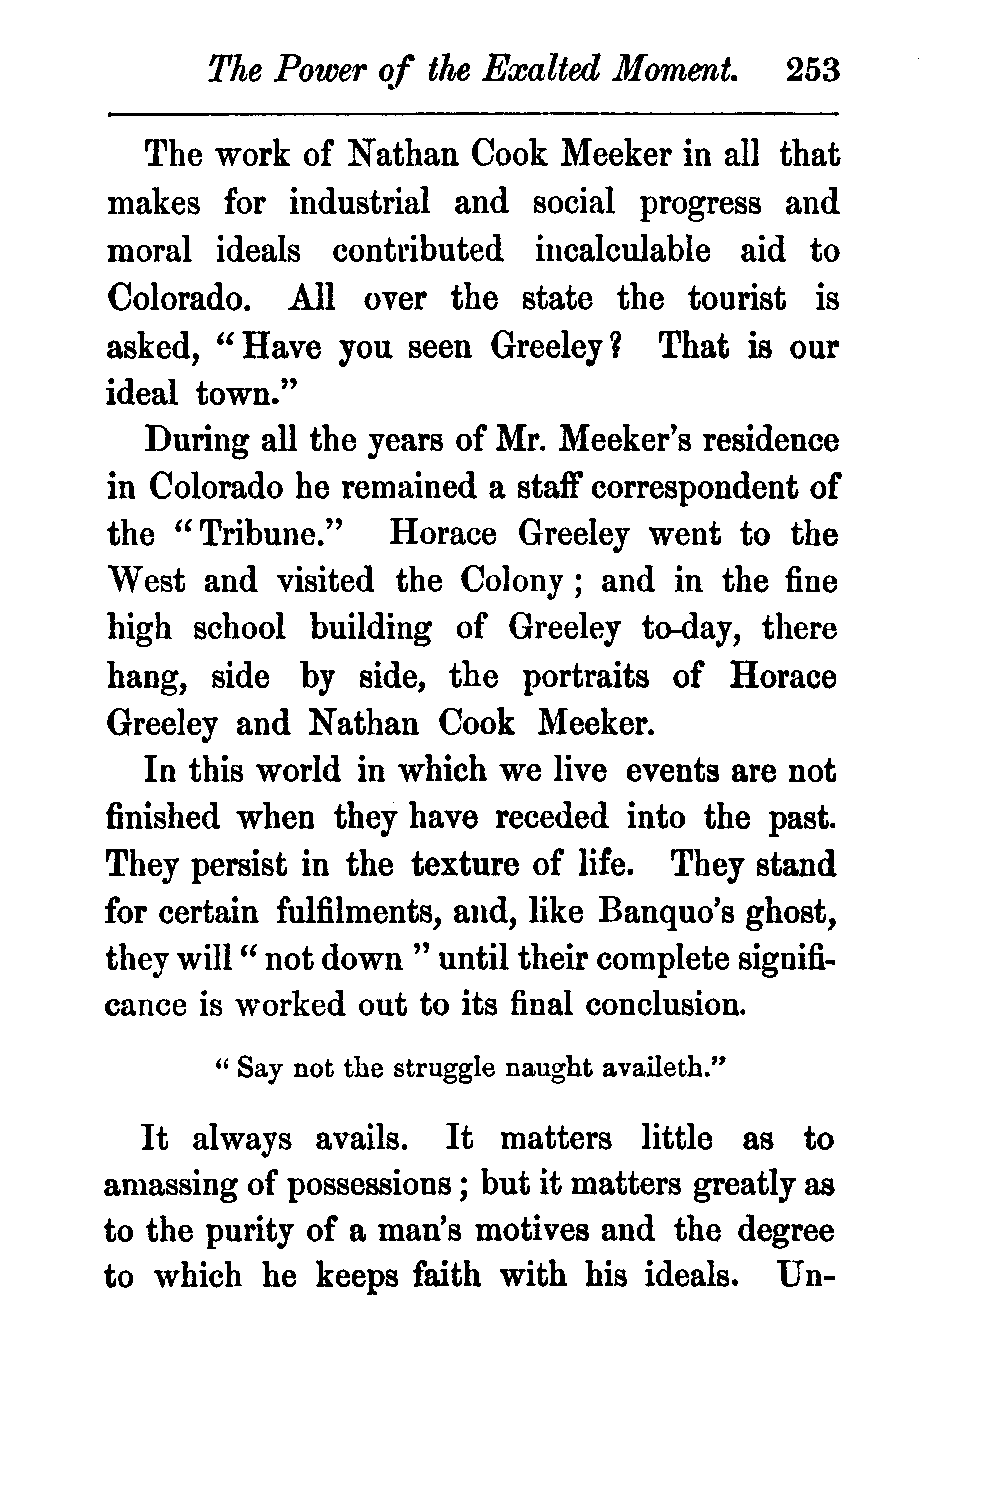 The Power of the Exalted Moment. 253
The work of Nathan Cook Meeker in all that
makes for industrial and social progress and
moral ideals contributed incalculable aid to
Colorado. All over the state the tourist is
asked, “Have you seen Greeley? That is our
ideal town.”
During all the years of Mr. Meeker’s residence
in Colorado he remained a staff correspondent of
the “Tribune.” Horace Greeley went to the
West and visited the Colony; and in the fine
high school building of Greeley to-day, there
hang, side by side, the portraits of Horace
Greeley and Nathan Cook Meeker.
In this world in which we live events are not
finished when they have receded into the past.
They persist in the texture of life. They stand
for certain fulfilments, and, like Banquo’s ghost,
they will “not down” until their complete signifi-
cance is worked out to its final conclusion.
“Say not the struggle naught availeth.”
It always avails. It matters little as to
amassing of possessions; but it matters greatly as
to the purity of a man’s motives and the degree
to which he keeps faith with his ideals. Un-